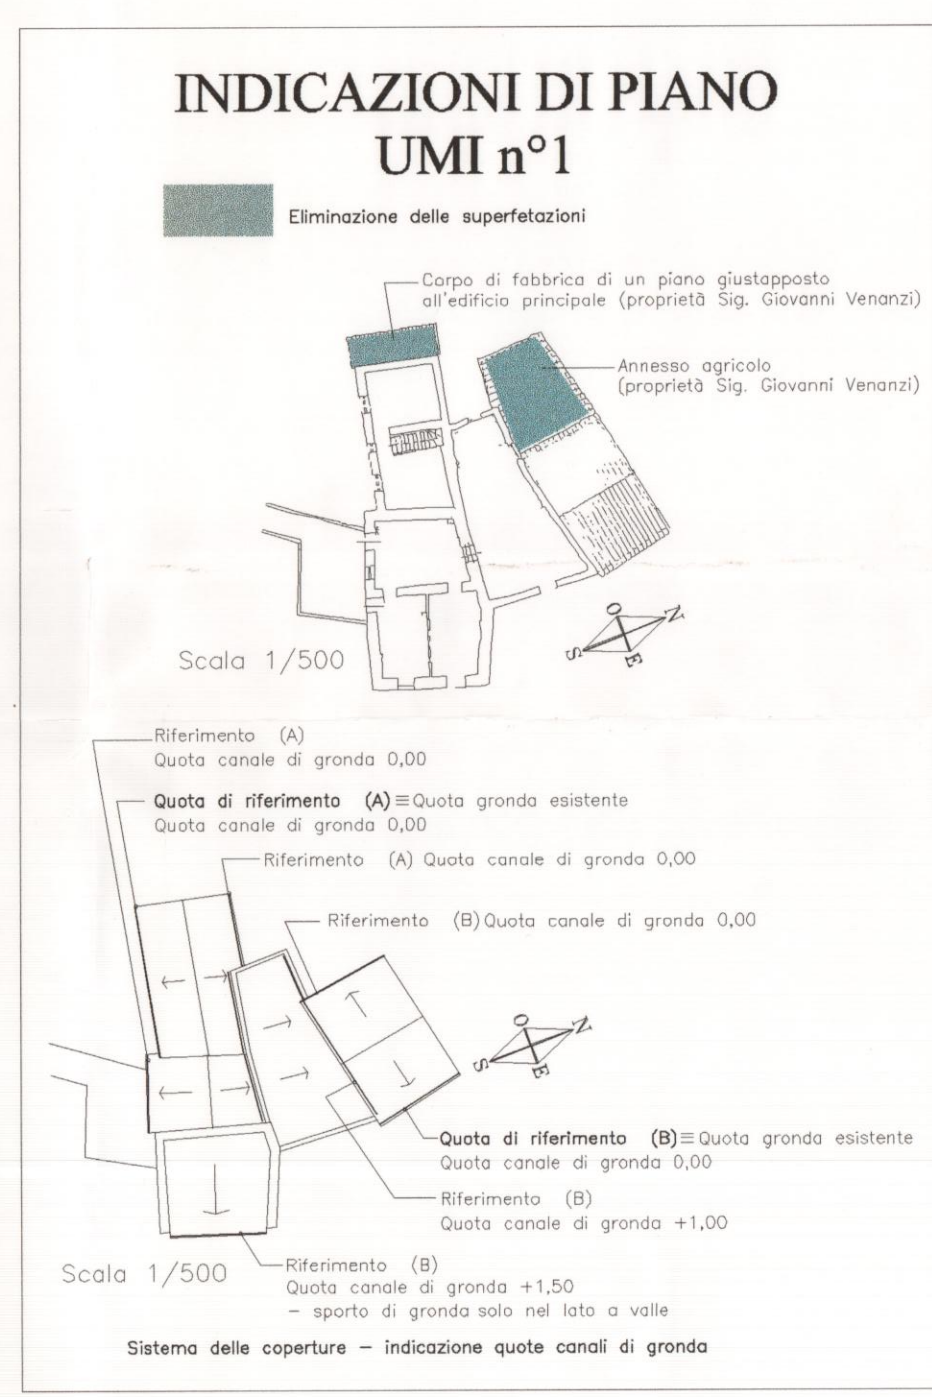 INDICAZIONI DI PIANO
UMI n°1
Eliminazione delle superfetazioni
Corpo di fabbrica di un piano giustapposto
all'edificio principale (proprietà Sig. Giovanni Venanzi)
Annesso agricolo
(proprietà Sig. Giovanni Venanzi)
O
N
S
E
Scala 1/500
Riferimento (A)
Quota canale di gronda 0,00
Quota di riferimento (A)≡Quota gronda esistente
Quota canale di gronda 0,00
Riferimento (A) Quota canale di gronda 0,00
Riferimento (B) Quota canale di gronda 0,00
O
N
S
E
Quota di riferimento (B)≡Quota gronda esistente
Quota canale di gronda 0,00
Riferimento (B)
Quota canale di gronda +1,00
Scala 1/500
Riferimento (B)
Quota canale di gronda +1,50
– sporto di gronda solo nel lato a valle
Sistema delle coperture – indicazione quote canali di gronda